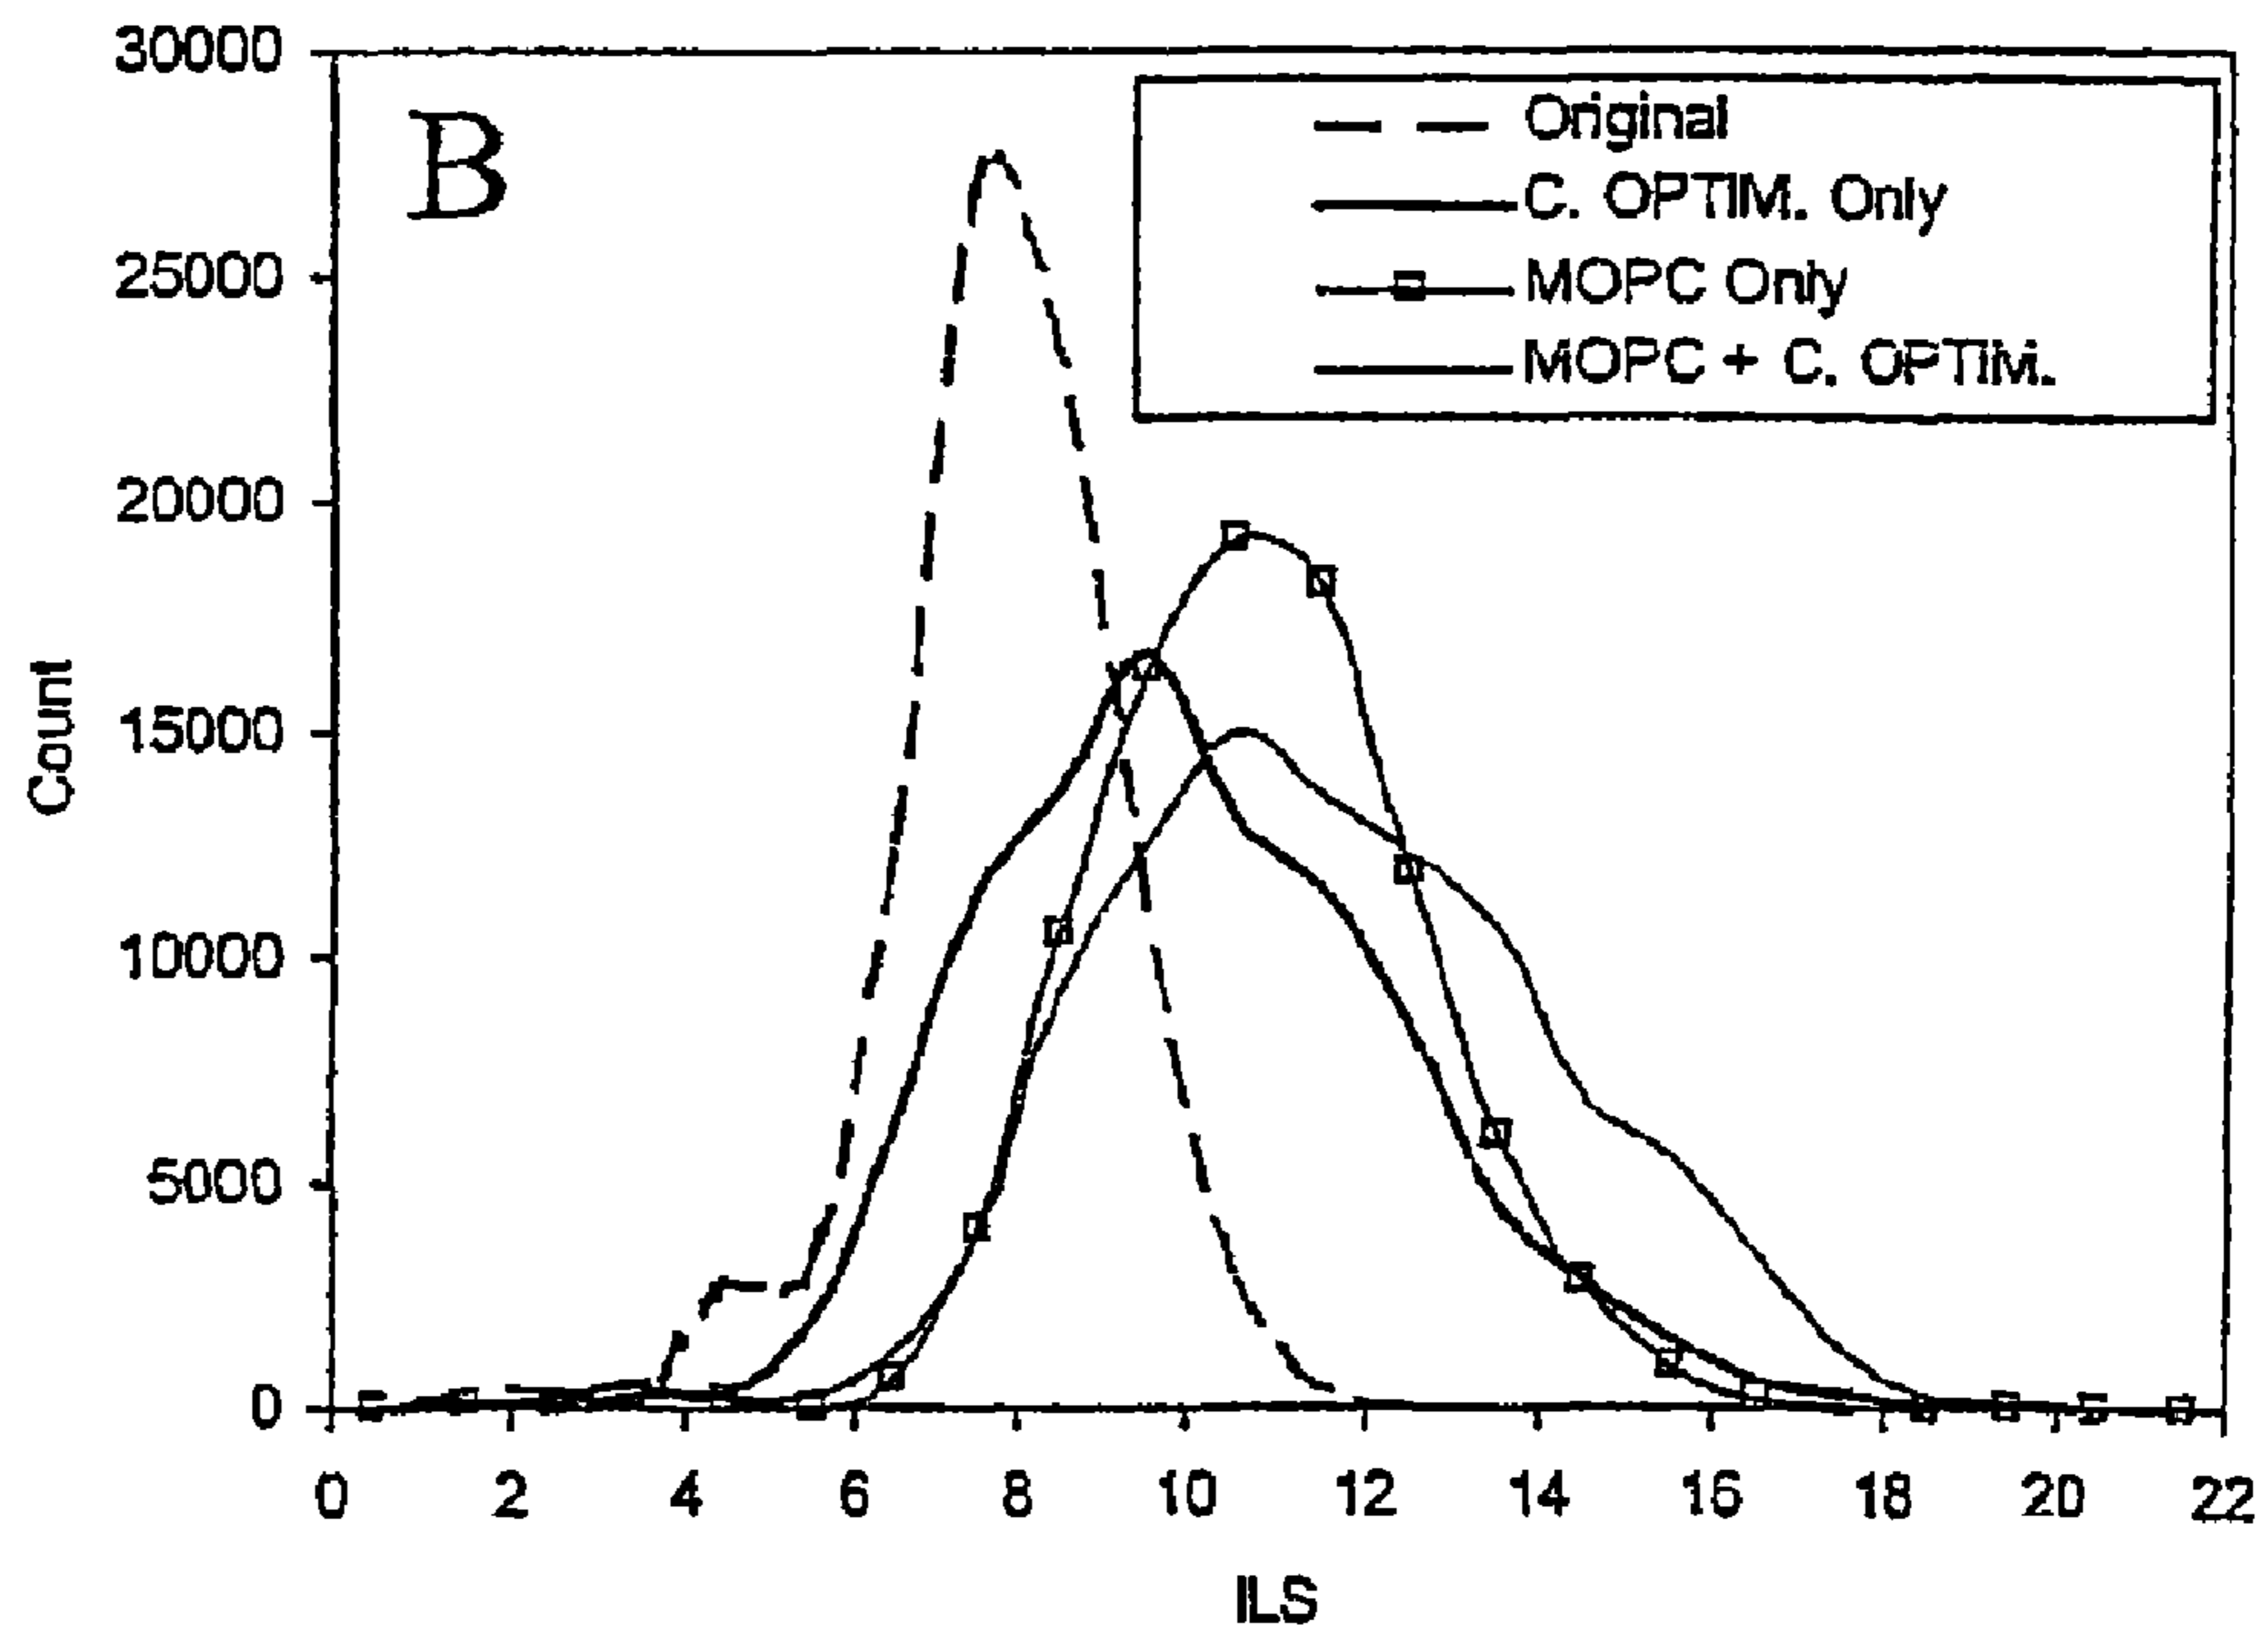 30000
B
Original
C. OPTIM. Only
25000
MOPC Only
MOPC + C. OPTIM.
20000
Count
15000
10000
5000
0
0 2 4 6 8 10 12 14 16 18 20 22
ILS